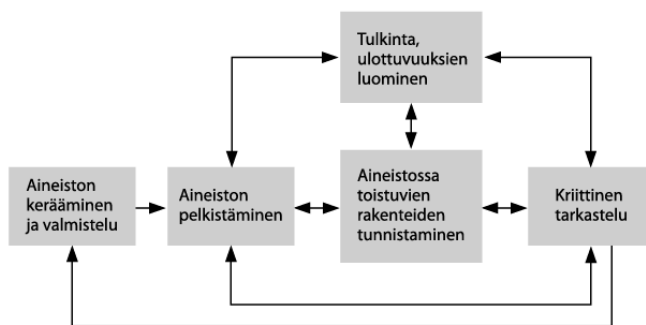 Tulkinta,
ulottuvuuksien
luominen
Aineiston
kerääminen
ja valmistelu
Aineiston
pelkistäminen
Aineistossa
toistuvien
rakenteiden
tunnistaminen
Kriittinen
tarkastelu